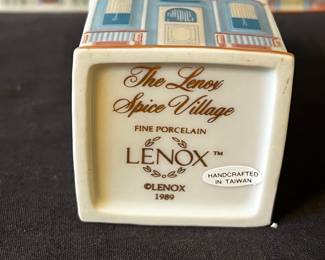 The Lenox
Spice Village
FINE PORCELAIN
LENOX™
©LENOX
1989
HANDCRAFTED
IN TAIWAN